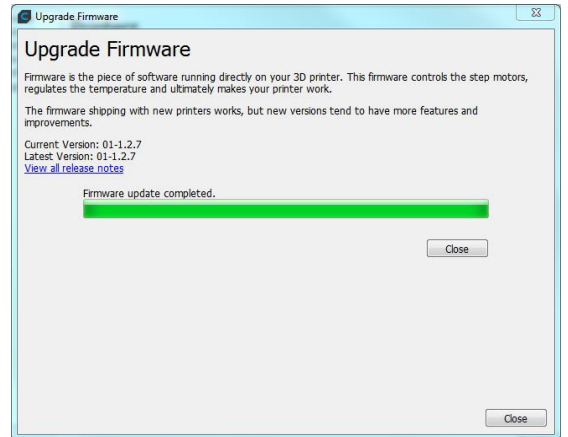 Upgrade Firmware
Upgrade Firmware
Firmware is the piece of software running directly on your 3D printer. This firmware controls the step motors,
regulates the temperature and ultimately makes your printer work.
The firmware shipping with new printers works, but new versions tend to have more features and
improvements.
Current Version: 01-1.2.7
Latest Version: 01-1.2.7
View all release notes
Firmware update completed.
Close
Close